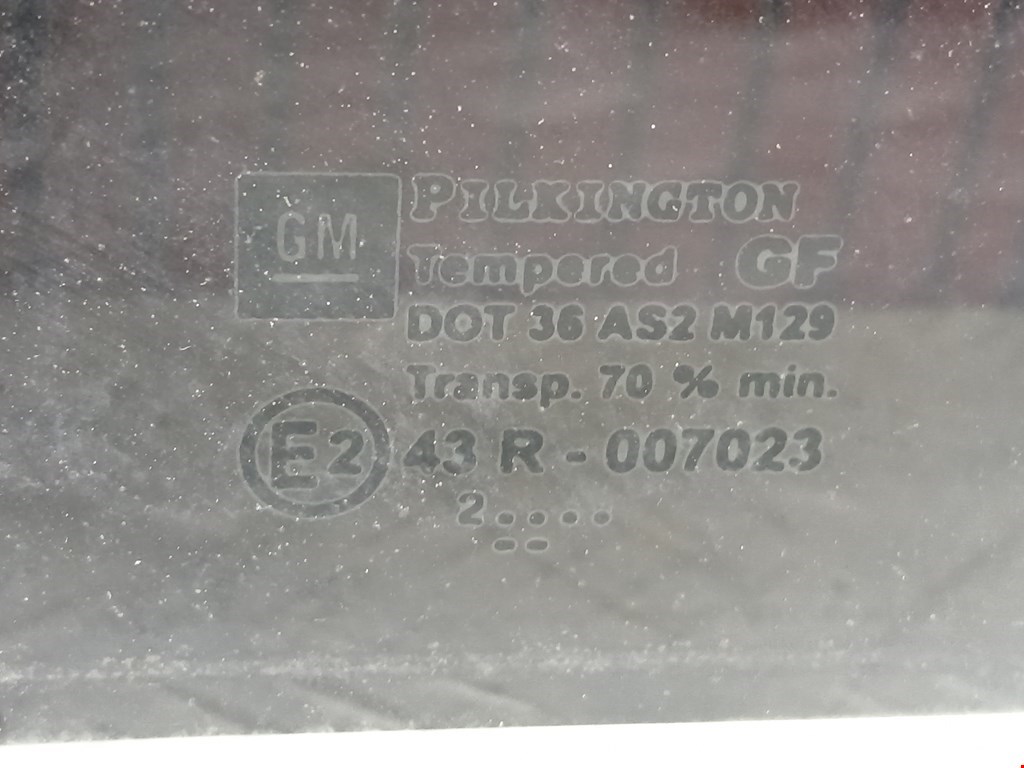 GM
PILKINGTON
Tempered GF
DOT 36 AS2 M129
Transp. 70 % min.
E2 43 R - 007023
2....